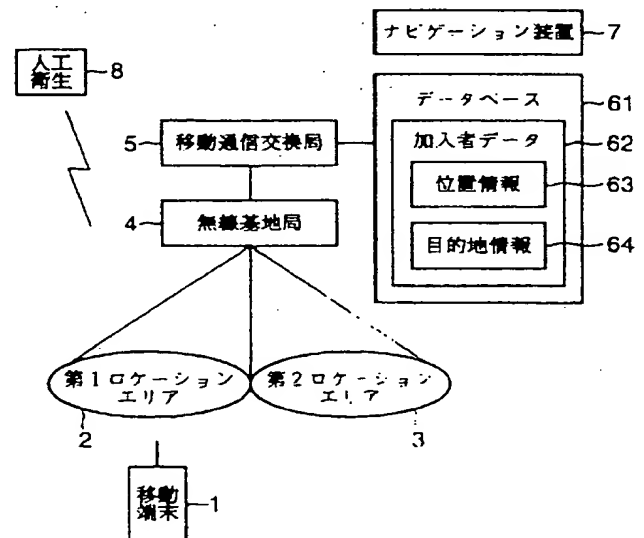 ナビゲーション装置
7
人工
衛生
8
データベース
61
5
移動通信交換局
加入者データ
62
位置情報
63
4
無線基地局
目的地情報
64
第1ロケーション
エリア
第2ロケーション
エリア
2
3
移動
端末
1